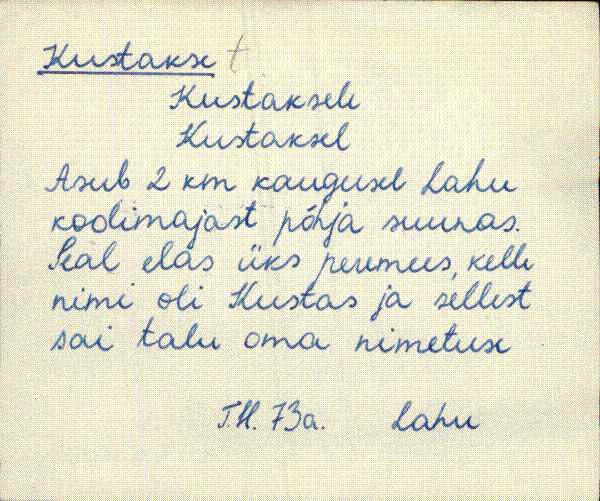 Kustakse t
Kustaksele
Kustaksel
Asub 2 km kaugusel Lahu
koolimajast põhja suunas.
Seal elas üks peremees, kelle
nimi oli Kustas ja sellest
sai talu oma nimetuse
T.H. 73a. Lahu